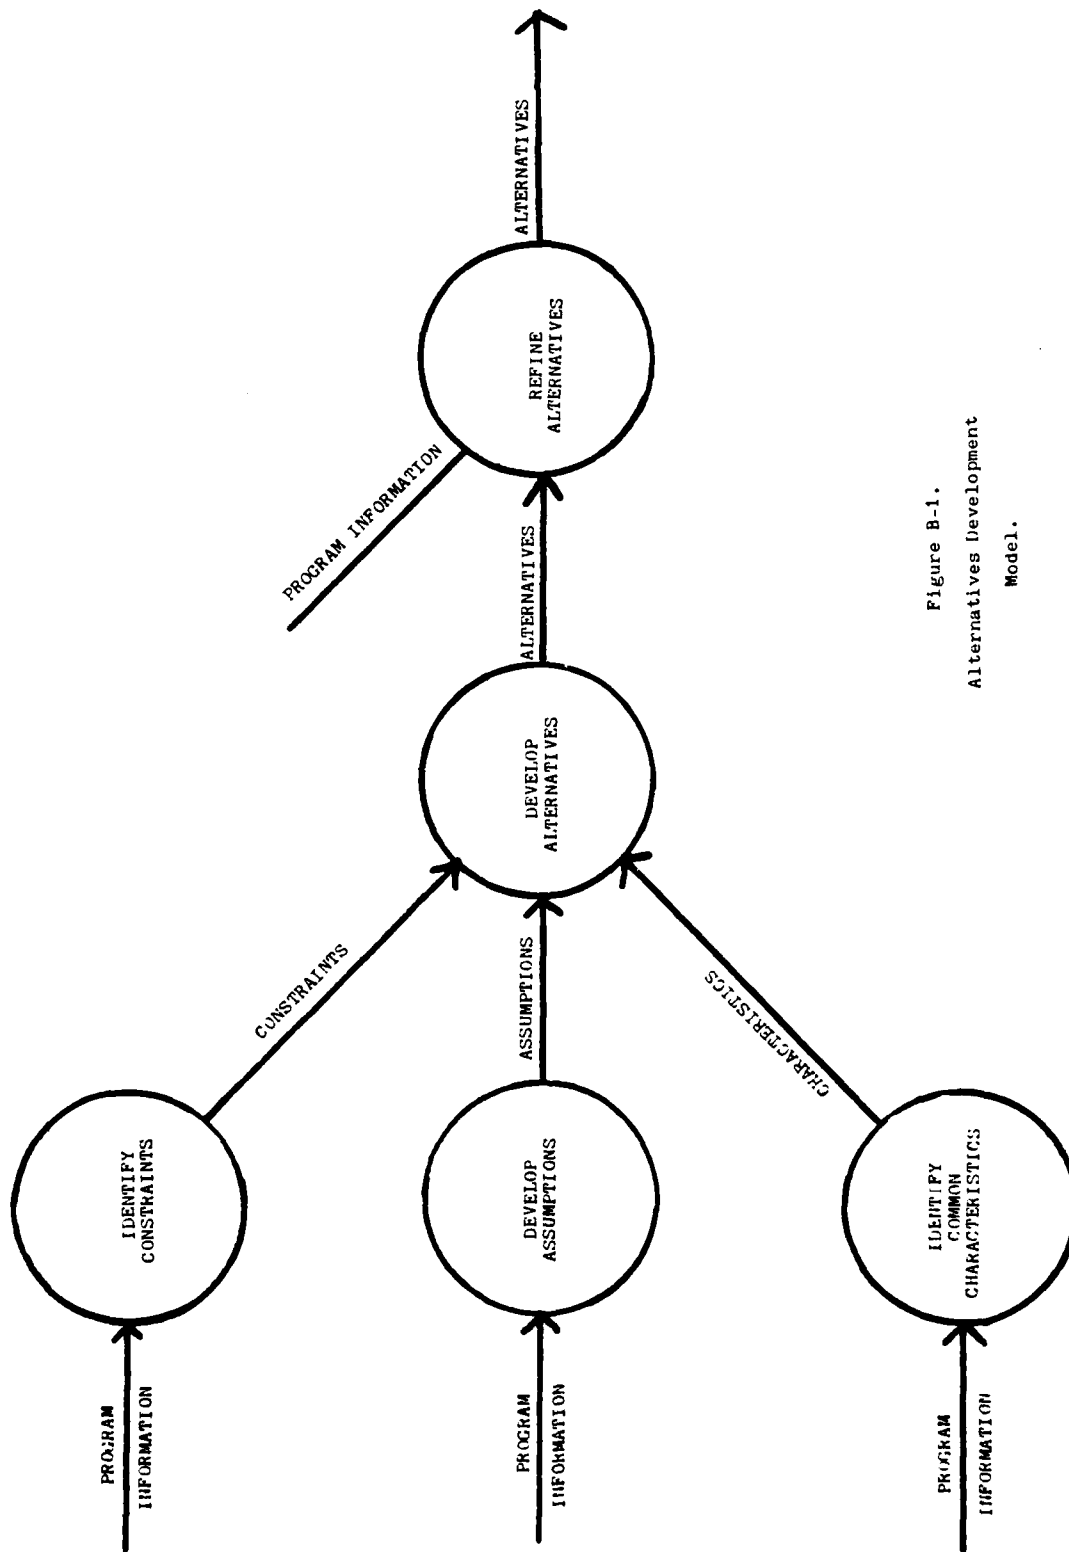 PROGRAM
INFORMATION
IDENTIFY
CONSTRAINTS
CONSTRAINTS
PROGRAM
INFORMATION
DEVELOP
ASSUMPTIONS
ASSUMPTIONS
PROGRAM
INFORMATION
IDENTIFY
COMMON
CHARACTERISTICS
CHARACTERISTICS
DEVELOP
ALTERNATIVES
ALTERNATIVES
PROGRAM INFORMATION
REFINE
ALTERNATIVES
ALTERNATIVES
Figure B-1.
Alternatives Development
Model.